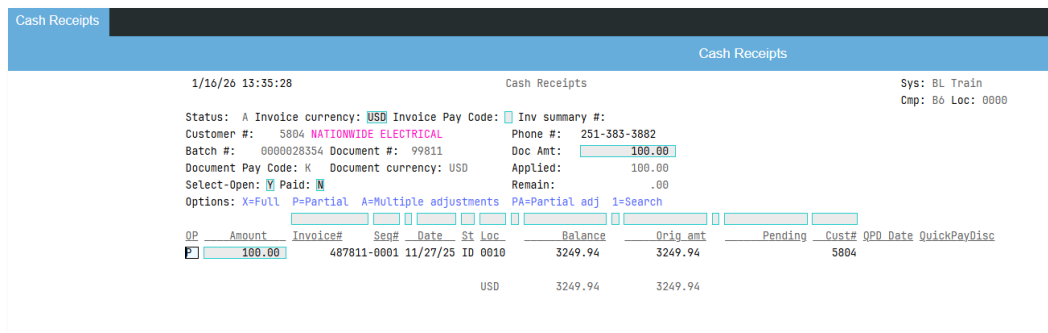 Cash Receipts
Cash Receipts
1/16/26 13:35:28 Cash Receipts Sys: BL Train
Cmp: B6 Loc: 0000
Status: A Invoice currency: USD Invoice Pay Code: Inv summary #:
Customer #: 5804 NATIONWIDE ELECTRICAL Phone #: 251-383-3882
Batch #: 0000028354 Document #: 99811 Doc Amt: 100.00
Document Pay Code: K Document currency: USD Applied: 100.00
Select-Open: Y Paid: N Remain: .00
Options: X=Full P=Partial A=Multiple adjustments PA=Partial adj 1=Search
OP Amount Invoice# Seq# Date St Loc Balance Orig amt Pending Cust# QPD Date QuickPayDisc
P 100.00 487811-0001 11/27/25 ID 0010 3249.94 3249.94 5804
USD 3249.94 3249.94